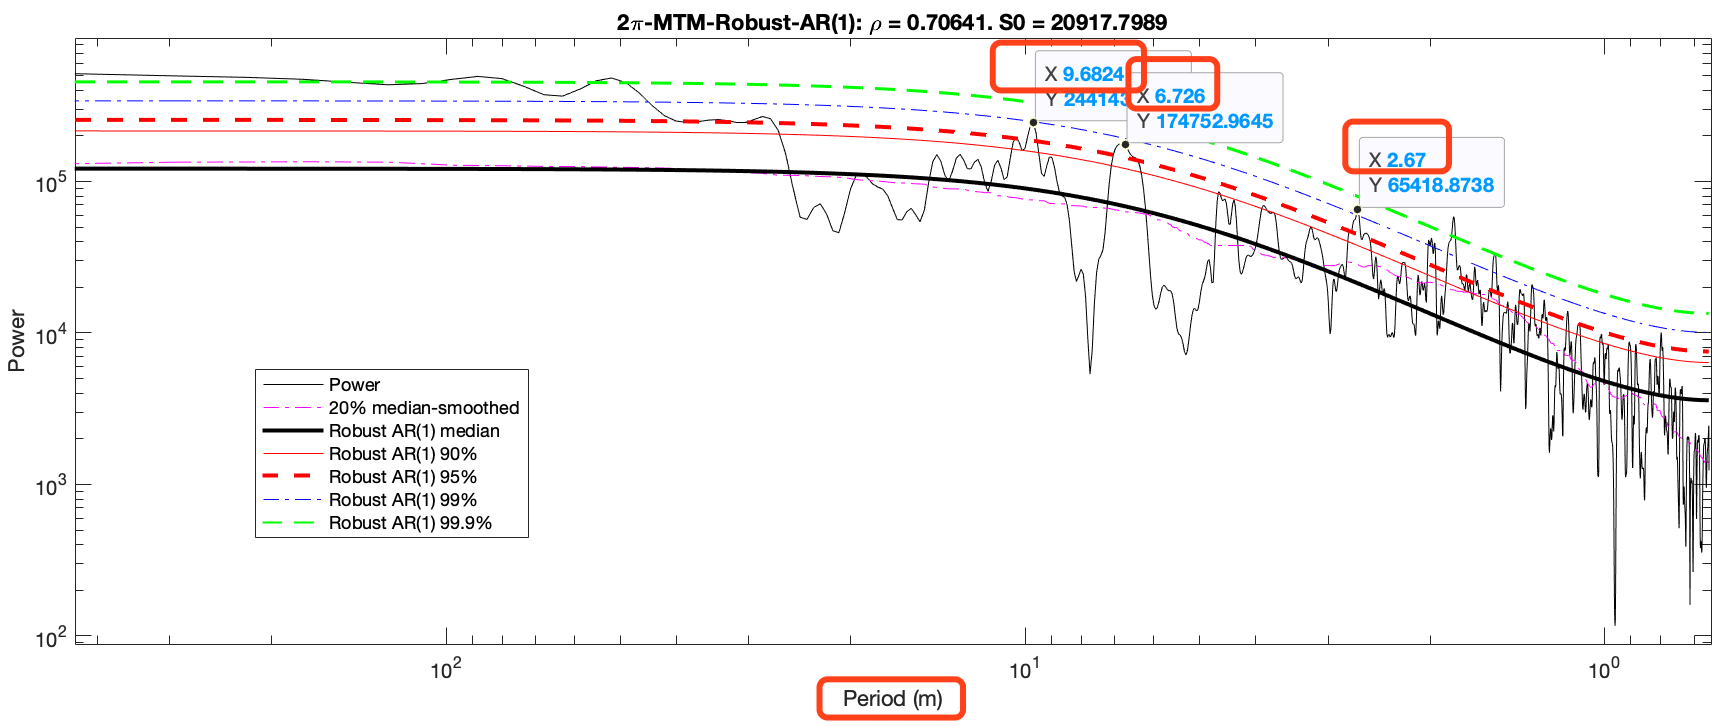 2π-MTM-Robust-AR(1): ρ = 0.70641. S0 = 20917.7989
X 9.6824
Y 244143
X 6.726
Y 174752.9645
X 2.67
Y 65418.8738
Power
10^5
10^4
10^3
10^2
Power
20% median-smoothed
Robust AR(1) median
Robust AR(1) 90%
Robust AR(1) 95%
Robust AR(1) 99%
Robust AR(1) 99.9%
10^2
10^1
10^0
Period (m)